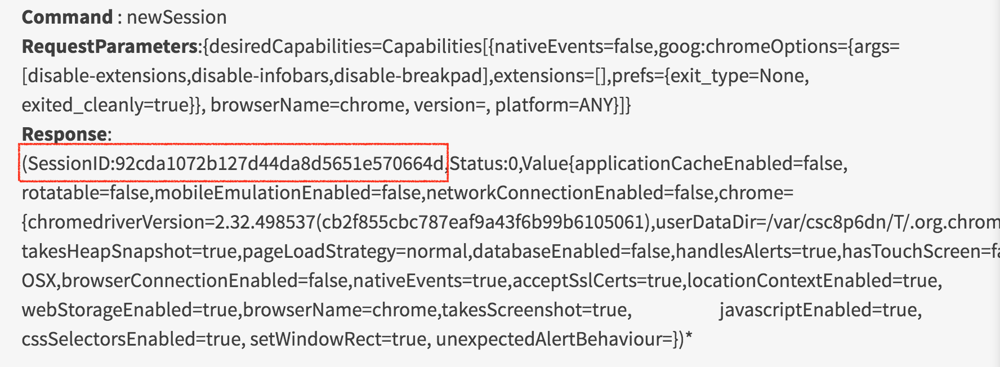 Command : newSession
RequestParameters:{desiredCapabilities=Capabilities[{nativeEvents=false,goog:chromeOptions={args=
[disable-extensions,disable-infobars,disable-breakpad],extensions=[],prefs={exit_type=None,
exited_cleanly=true}}, browserName=chrome, version=, platform=ANY}]}
Response:
(SessionID:92cda1072b127d44da8d5651e570664d,Status:0,Value{applicationCacheEnabled=false,
rotatable=false,mobileEmulationEnabled=false,networkConnectionEnabled=false,chrome=
{chromedriverVersion=2.32.498537(cb2f855cbc787eaf9a43f6b99b6105061),userDataDir=/var/csc8p6dn/T/.org.chrom
takesHeapSnapshot=true,pageLoadStrategy=normal,databaseEnabled=false,handlesAlerts=true,hasTouchScreen=fa
OSX,browserConnectionEnabled=false,nativeEvents=true,acceptSslCerts=true,locationContextEnabled=true,
webStorageEnabled=true,browserName=chrome,takesScreenshot=true, javascriptEnabled=true,
cssSelectorsEnabled=true, setWindowRect=true, unexpectedAlertBehaviour=})*